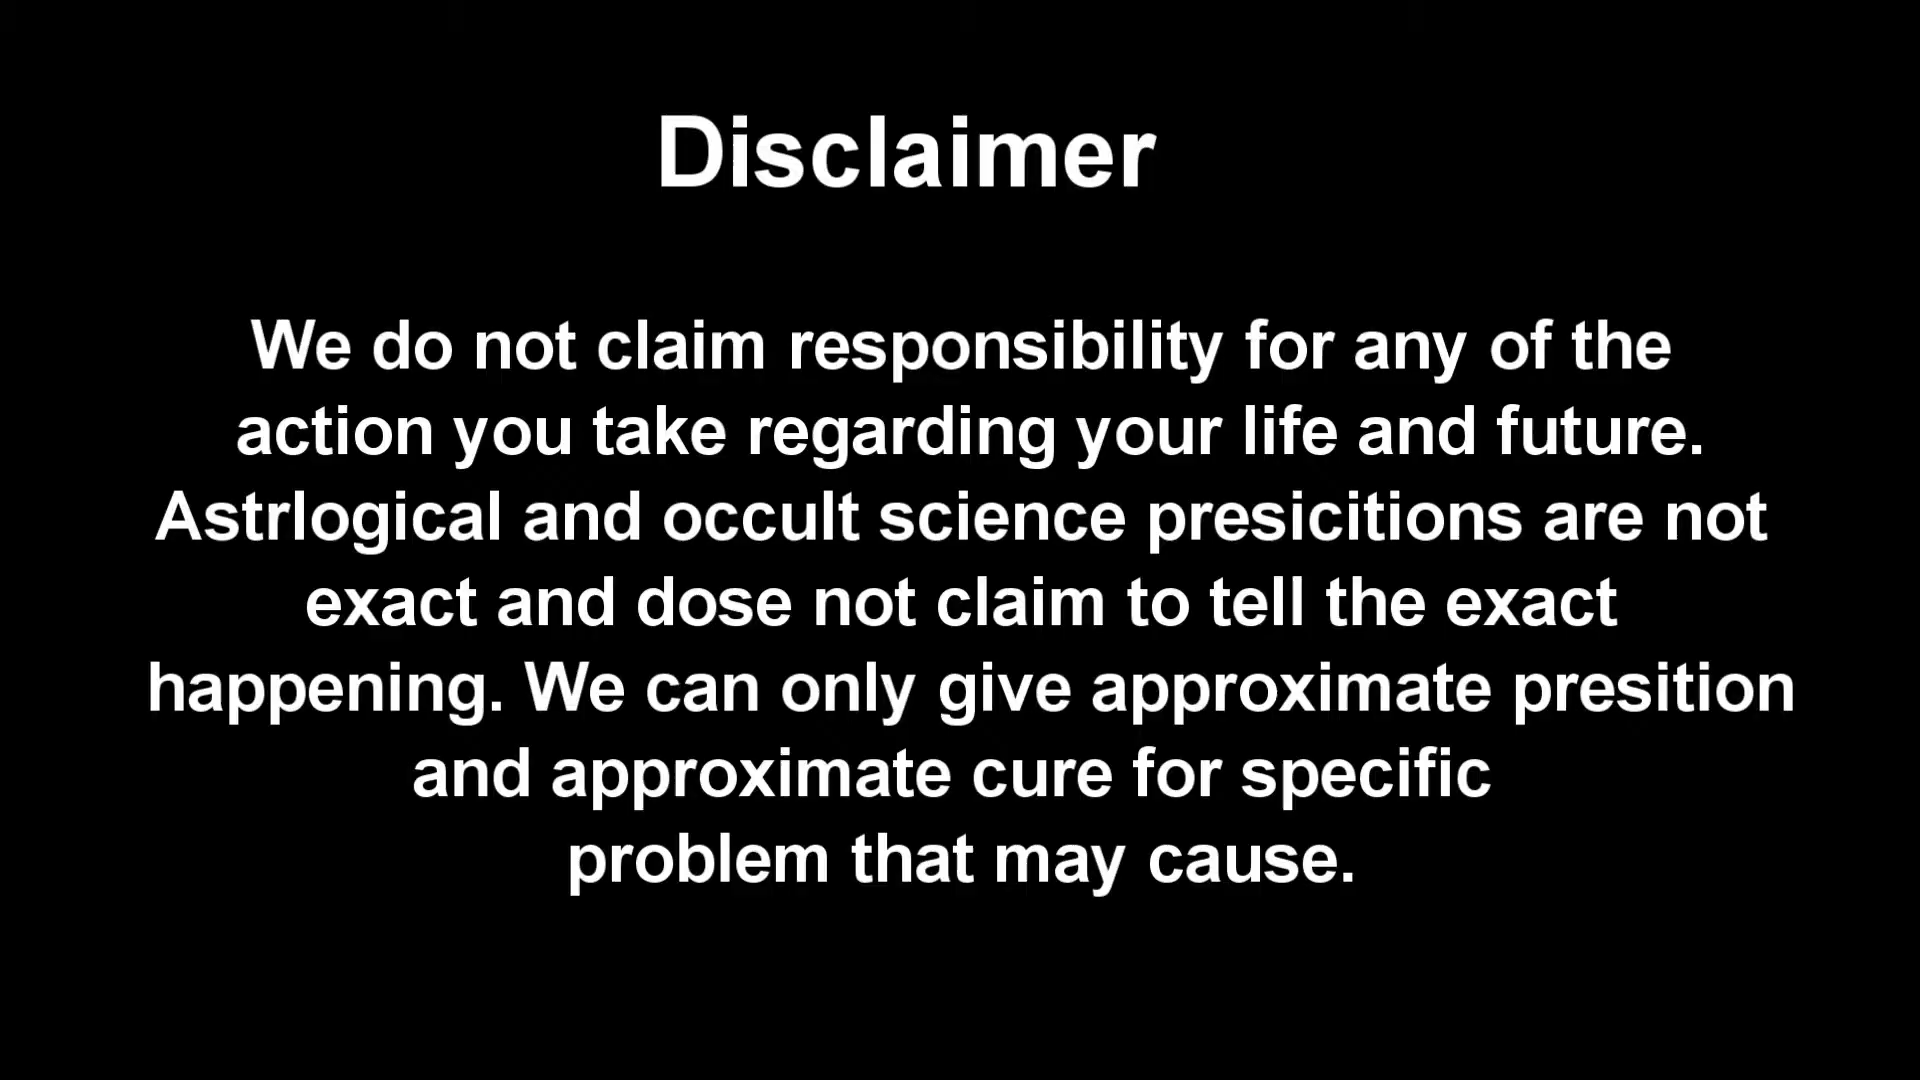 Disclaimer
We do not claim responsibility for any of the
action you take regarding your life and future.
Astrlogical and occult science presicitions are not
exact and dose not claim to tell the exact
happening. We can only give approximate presition
and approximate cure for specific
problem that may cause.